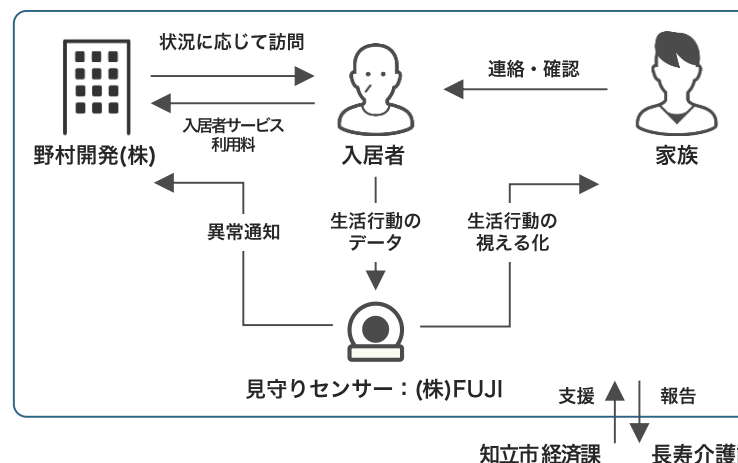 状況に応じて訪問
連絡・確認
入居者サービス
利用料
野村開発(株)
入居者
家族
異常通知
生活行動の
データ
生活行動の
視える化
見守りセンサー：(株)FUJI
支援
報告
知立市 経済課
長寿介護